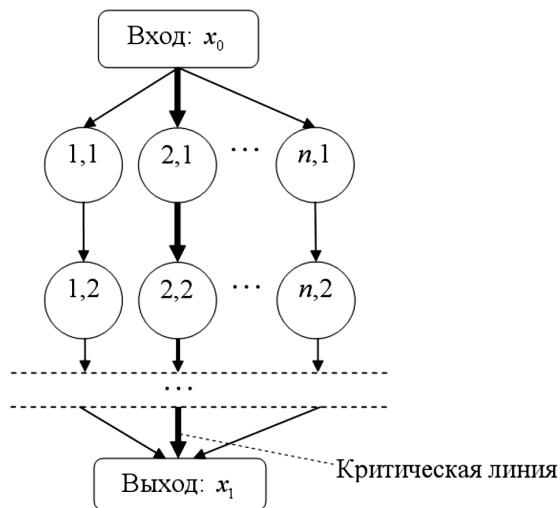 Вход: x₀
1,1 2,1 ... n,1
1,2 2,2 ... n,2
...
Критическая линия
Выход: x₁